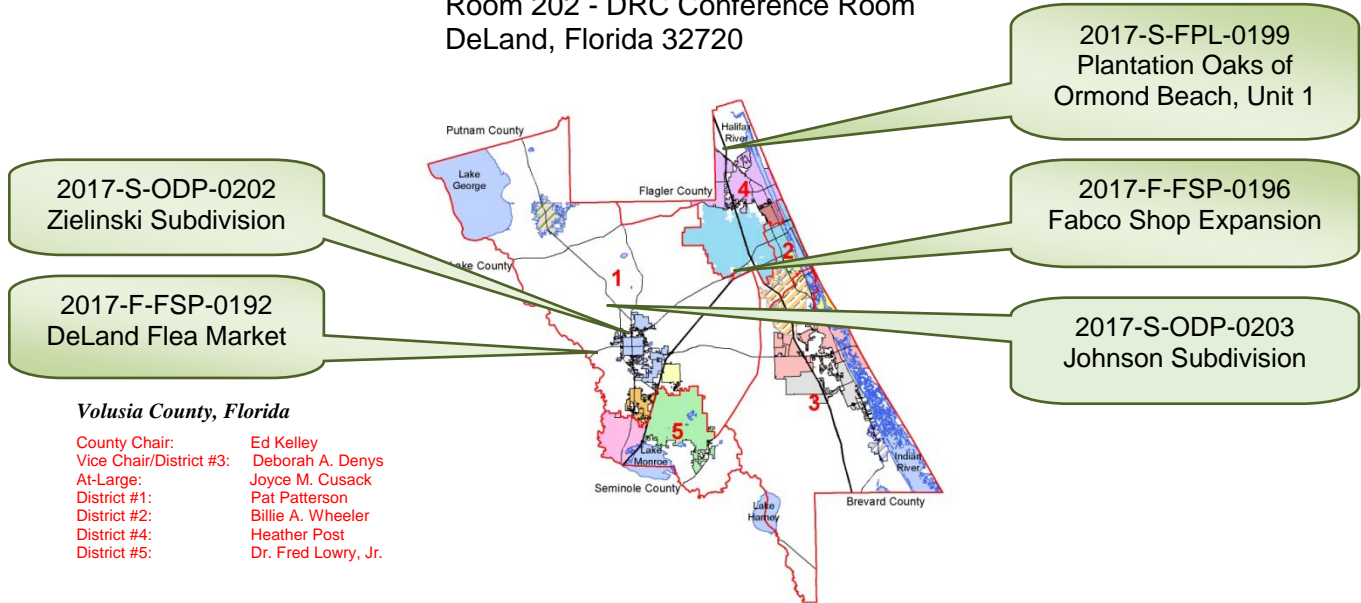 Room 202 - DRC Conference Room
DeLand, Florida 32720
2017-S-FPL-0199
Plantation Oaks of
Ormond Beach, Unit 1
2017-S-ODP-0202
Zielinski Subdivision
2017-F-FSP-0196
Fabco Shop Expansion
2017-F-FSP-0192
DeLand Flea Market
2017-S-ODP-0203
Johnson Subdivision
Putnam County
Halifax
River
Lake
George
Flagler County
4
2
Lake County
1
3
5
Lake
Monroe
Seminole County
Indian
River
Lake
Harney
Brevard County
Volusia County, Florida
County Chair: Ed Kelley
Vice Chair/District #3: Deborah A. Denys
At-Large: Joyce M. Cusack
District #1: Pat Patterson
District #2: Billie A. Wheeler
District #4: Heather Post
District #5: Dr. Fred Lowry, Jr.